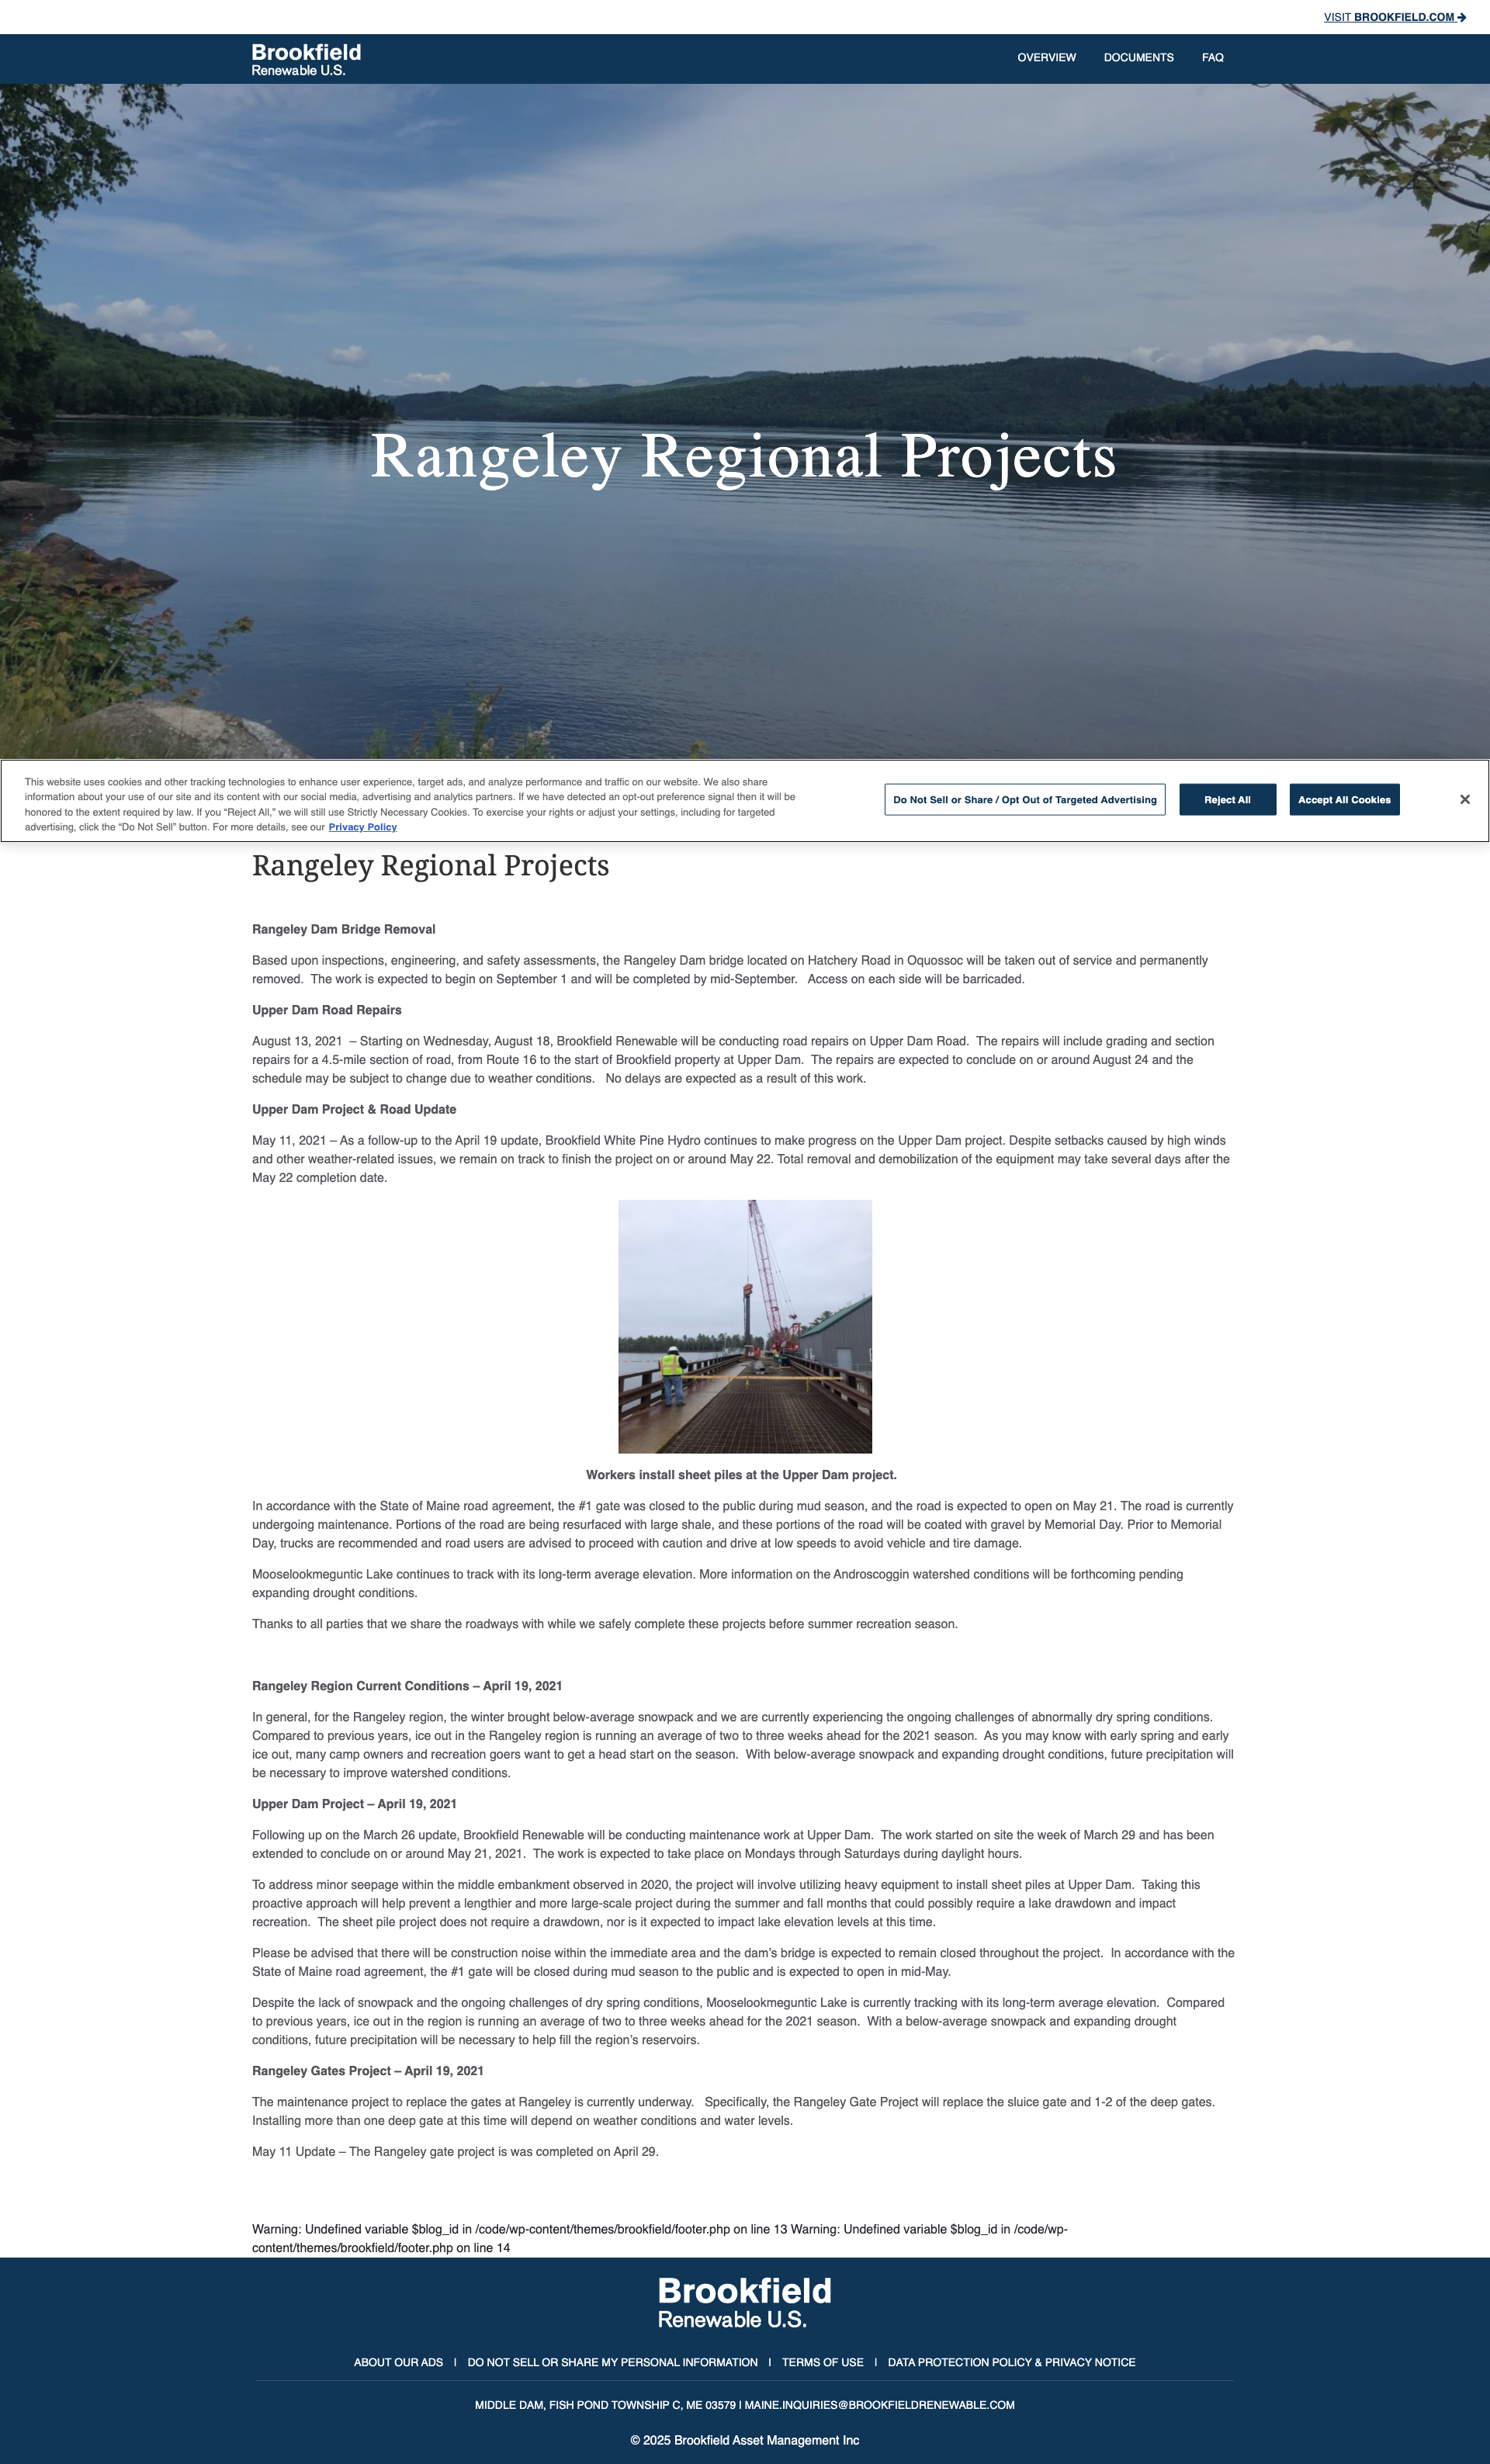 VISIT BROOKFIELD.COM →
Brookfield
Renewable U.S.
OVERVIEW DOCUMENTS FAQ
Rangeley Regional Projects
This website uses cookies and other tracking technologies to enhance user experience, target ads, and analyze performance and traffic on our website. We also share
information about your use of our site and its content with our social media, advertising and analytics partners. If we have detected an opt-out preference signal then it will be
honored to the extent required by law. If you “Reject All,” we will still use Strictly Necessary Cookies. To exercise your rights or adjust your settings, including for targeted
advertising, click the “Do Not Sell” button. For more details, see our Privacy Policy
Do Not Sell or Share / Opt Out of Targeted Advertising
Reject All
Accept All Cookies
Rangeley Regional Projects
Rangeley Dam Bridge Removal
Based upon inspections, engineering, and safety assessments, the Rangeley Dam bridge located on Hatchery Road in Oquossoc will be taken out of service and permanently
removed.  The work is expected to begin on September 1 and will be completed by mid-September.   Access on each side will be barricaded.
Upper Dam Road Repairs
August 13, 2021  – Starting on Wednesday, August 18, Brookfield Renewable will be conducting road repairs on Upper Dam Road.  The repairs will include grading and section
repairs for a 4.5-mile section of road, from Route 16 to the start of Brookfield property at Upper Dam.  The repairs are expected to conclude on or around August 24 and the
schedule may be subject to change due to weather conditions.   No delays are expected as a result of this work.
Upper Dam Project & Road Update
May 11, 2021 – As a follow-up to the April 19 update, Brookfield White Pine Hydro continues to make progress on the Upper Dam project. Despite setbacks caused by high winds
and other weather-related issues, we remain on track to finish the project on or around May 22. Total removal and demobilization of the equipment may take several days after the
May 22 completion date.
Workers install sheet piles at the Upper Dam project.
In accordance with the State of Maine road agreement, the #1 gate was closed to the public during mud season, and the road is expected to open on May 21. The road is currently
undergoing maintenance. Portions of the road are being resurfaced with large shale, and these portions of the road will be coated with gravel by Memorial Day. Prior to Memorial
Day, trucks are recommended and road users are advised to proceed with caution and drive at low speeds to avoid vehicle and tire damage.
Mooselookmeguntic Lake continues to track with its long-term average elevation. More information on the Androscoggin watershed conditions will be forthcoming pending
expanding drought conditions.
Thanks to all parties that we share the roadways with while we safely complete these projects before summer recreation season.
Rangeley Region Current Conditions – April 19, 2021
In general, for the Rangeley region, the winter brought below-average snowpack and we are currently experiencing the ongoing challenges of abnormally dry spring conditions.
Compared to previous years, ice out in the Rangeley region is running an average of two to three weeks ahead for the 2021 season.  As you may know with early spring and early
ice out, many camp owners and recreation goers want to get a head start on the season.  With below-average snowpack and expanding drought conditions, future precipitation will
be necessary to improve watershed conditions.
Upper Dam Project – April 19, 2021
Following up on the March 26 update, Brookfield Renewable will be conducting maintenance work at Upper Dam.  The work started on site the week of March 29 and has been
extended to conclude on or around May 21, 2021.  The work is expected to take place on Mondays through Saturdays during daylight hours.
To address minor seepage within the middle embankment observed in 2020, the project will involve utilizing heavy equipment to install sheet piles at Upper Dam.  Taking this
proactive approach will help prevent a lengthier and more large-scale project during the summer and fall months that could possibly require a lake drawdown and impact
recreation.  The sheet pile project does not require a drawdown, nor is it expected to impact lake elevation levels at this time.
Please be advised that there will be construction noise within the immediate area and the dam’s bridge is expected to remain closed throughout the project.  In accordance with the
State of Maine road agreement, the #1 gate will be closed during mud season to the public and is expected to open in mid-May.
Despite the lack of snowpack and the ongoing challenges of dry spring conditions, Mooselookmeguntic Lake is currently tracking with its long-term average elevation.  Compared
to previous years, ice out in the region is running an average of two to three weeks ahead for the 2021 season.  With a below-average snowpack and expanding drought
conditions, future precipitation will be necessary to help fill the region’s reservoirs.
Rangeley Gates Project – April 19, 2021
The maintenance project to replace the gates at Rangeley is currently underway.   Specifically, the Rangeley Gate Project will replace the sluice gate and 1-2 of the deep gates.
Installing more than one deep gate at this time will depend on weather conditions and water levels.
May 11 Update – The Rangeley gate project is was completed on April 29.
Warning: Undefined variable $blog_id in /code/wp-content/themes/brookfield/footer.php on line 13 Warning: Undefined variable $blog_id in /code/wp-
content/themes/brookfield/footer.php on line 14
Brookfield
Renewable U.S.
ABOUT OUR ADS | DO NOT SELL OR SHARE MY PERSONAL INFORMATION | TERMS OF USE | DATA PROTECTION POLICY & PRIVACY NOTICE
MIDDLE DAM, FISH POND TOWNSHIP C, ME 03579 | MAINE.INQUIRIES@BROOKFIELDRENEWABLE.COM
© 2025 Brookfield Asset Management Inc